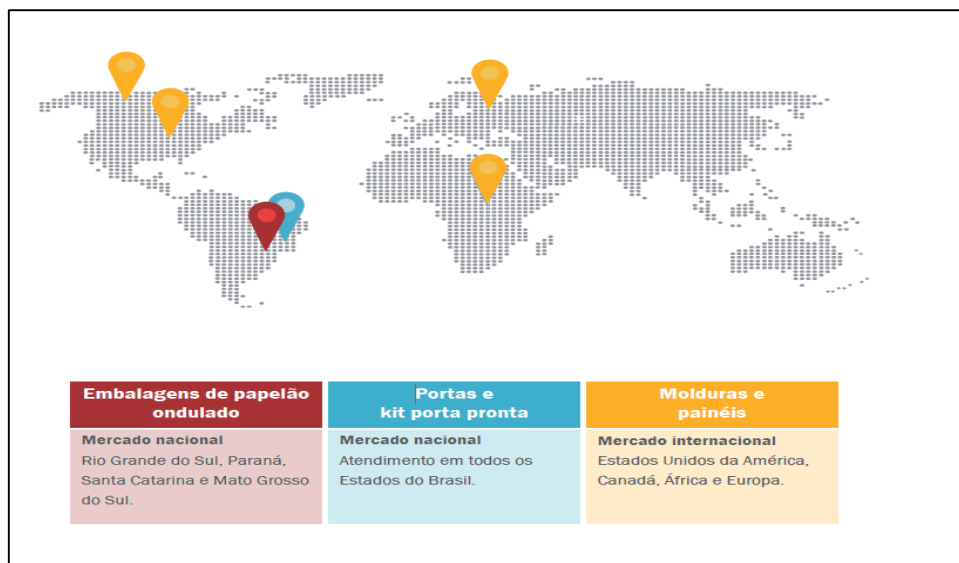 Embalagens de papelão
ondulado
Mercado nacional
Rio Grande do Sul, Paraná,
Santa Catarina e Mato Grosso
do Sul.
Portas e
kit porta pronta
Mercado nacional
Atendimento em todos os
Estados do Brasil.
Molduras e
painéis
Mercado internacional
Estados Unidos da América,
Canadá, África e Europa.